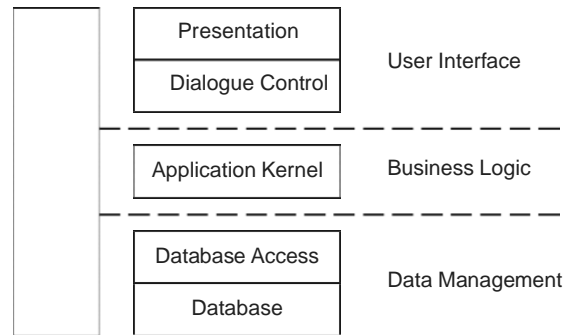 Presentation
User Interface
Dialogue Control
Application Kernel
Business Logic
Database Access
Data Management
Database